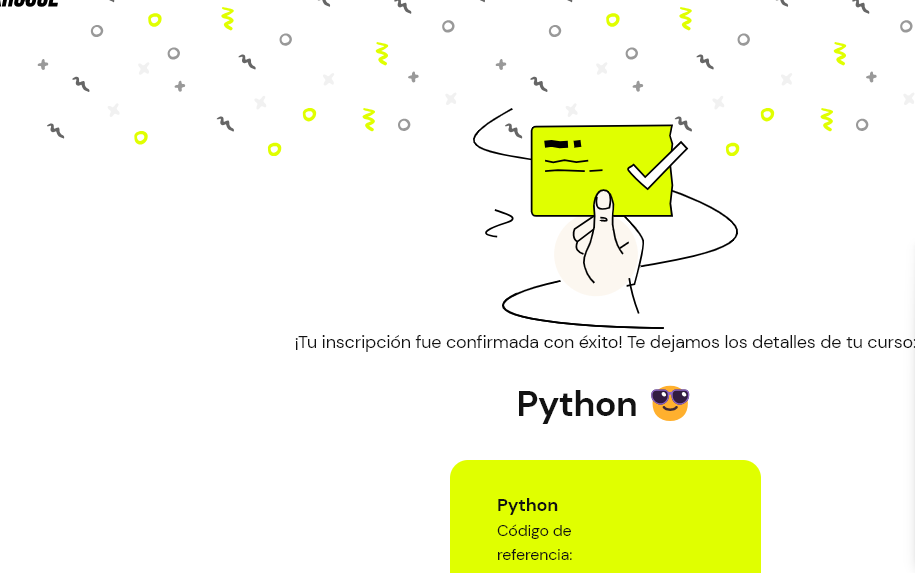 ¡Tu inscripción fue confirmada con éxito! Te dejamos los detalles de tu curso:
Python 😎
Python
Código de
referencia: